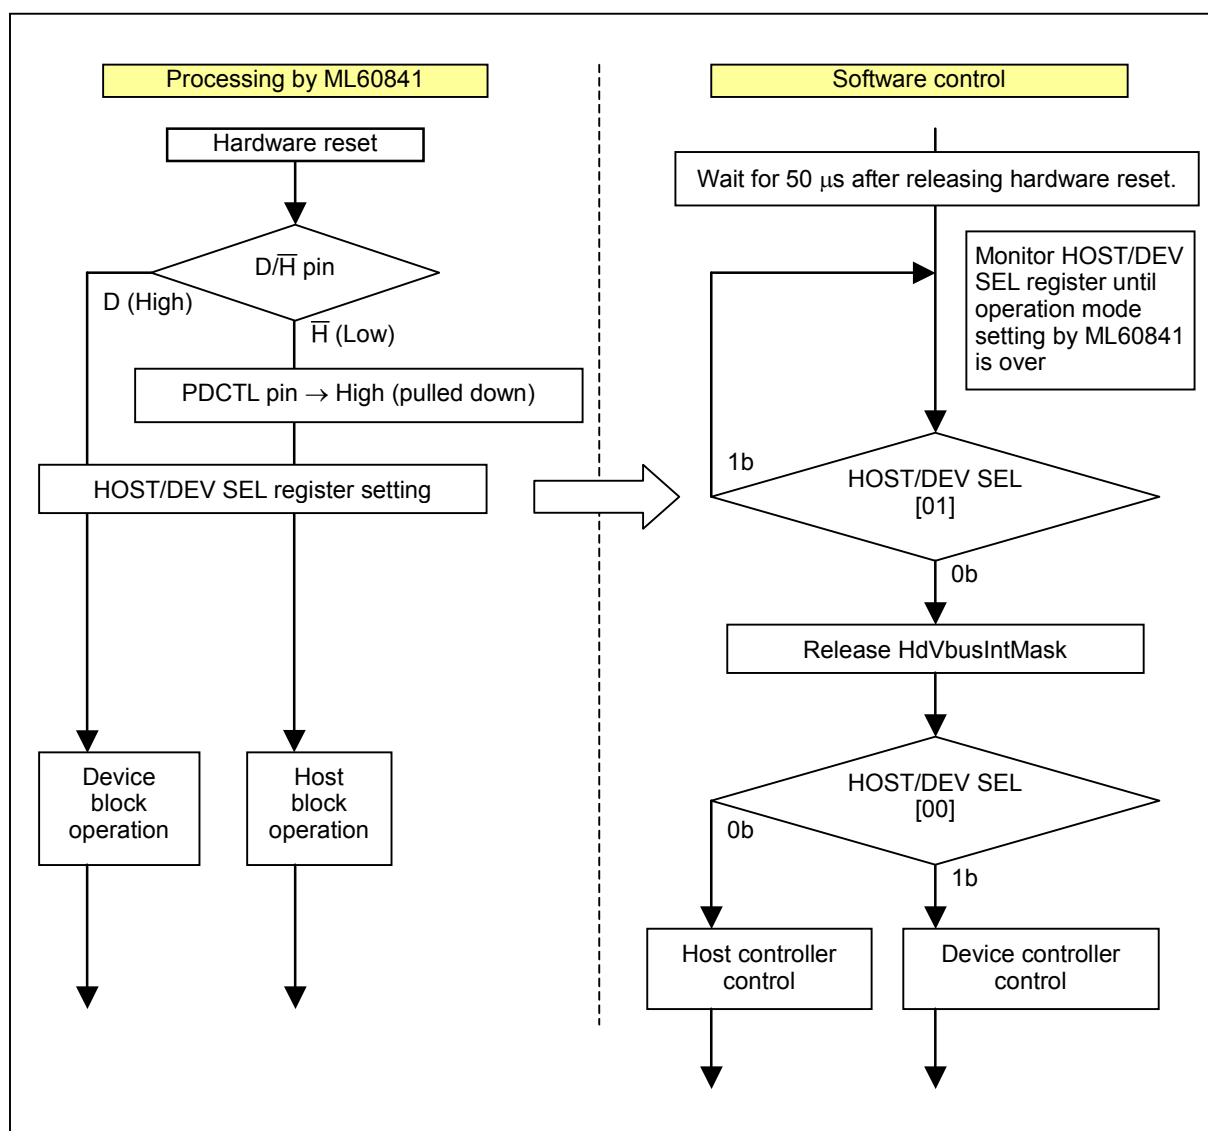 Processing by ML60841
Hardware reset
D/H̅ pin
D (High)
H̅ (Low)
PDCTL pin → High (pulled down)
HOST/DEV SEL register setting
Device
block
operation
Host
block
operation
Software control
Wait for 50 μs after releasing hardware reset.
Monitor HOST/DEV
SEL register until
operation mode
setting by ML60841
is over
1b
HOST/DEV SEL
[01]
0b
Release HdVbusIntMask
HOST/DEV SEL
[00]
0b
1b
Host controller
control
Device controller
control